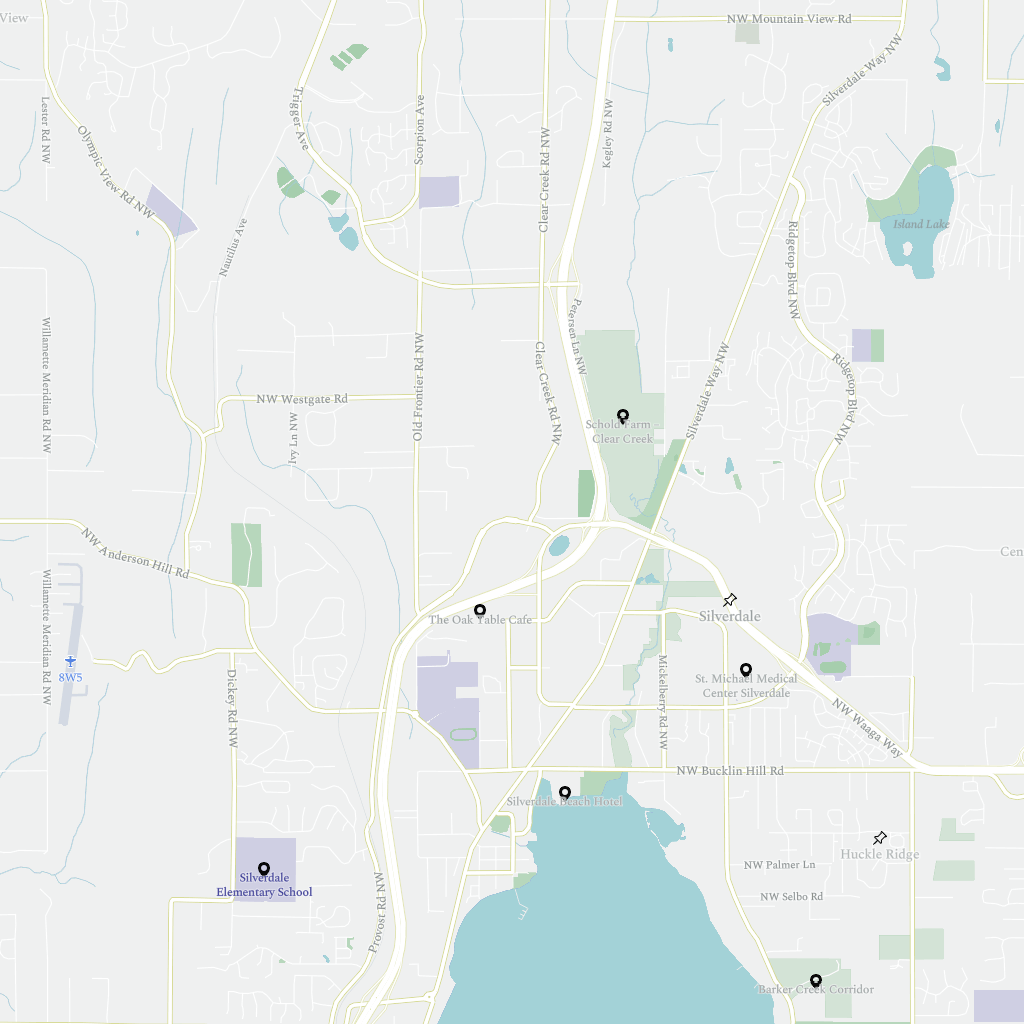 View
NW Mountain View Rd
Silverdale Way NW
Lester Rd NW
Trigger Ave
Scorpion Ave
Kegley Rd NW
Olympic View Rd NW
Clear Creek Rd NW
Nautilus Ave
Island Lake
Ridgetop Blvd NW
Petersen Ln NW
Willamette Meridian Rd NW
Old Frontier Rd NW
Clear Creek Rd NW
Silverdale Way NW
Ridgetop Blvd NW
NW Westgate Rd
Ivy Ln NW
Schold Farm -
Clear Creek
NW Anderson Hill Rd
Cen
Willamette Meridian Rd NW
The Oak Table Cafe
Silverdale
8W5
Dickey Rd NW
Mickelberry Rd NW
St. Michael Medical
Center Silverdale
NW Waaga Way
NW Bucklin Hill Rd
Silverdale Beach Hotel
Huckle Ridge
NW Palmer Ln
Silverdale
Elementary School
NW Selbo Rd
Provost Rd NW
Barker Creek Corridor